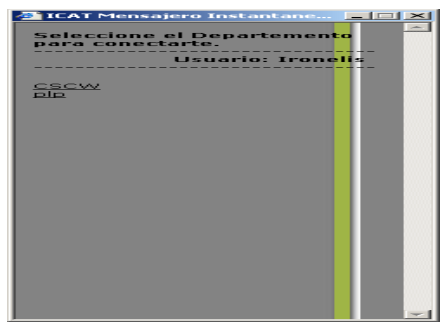 ICAT Mensajero Instantane...
Seleccione el Departamento
para conectarte.
------------------------------------
Usuario: Ironelis
------------------------------------
CSCW
plp